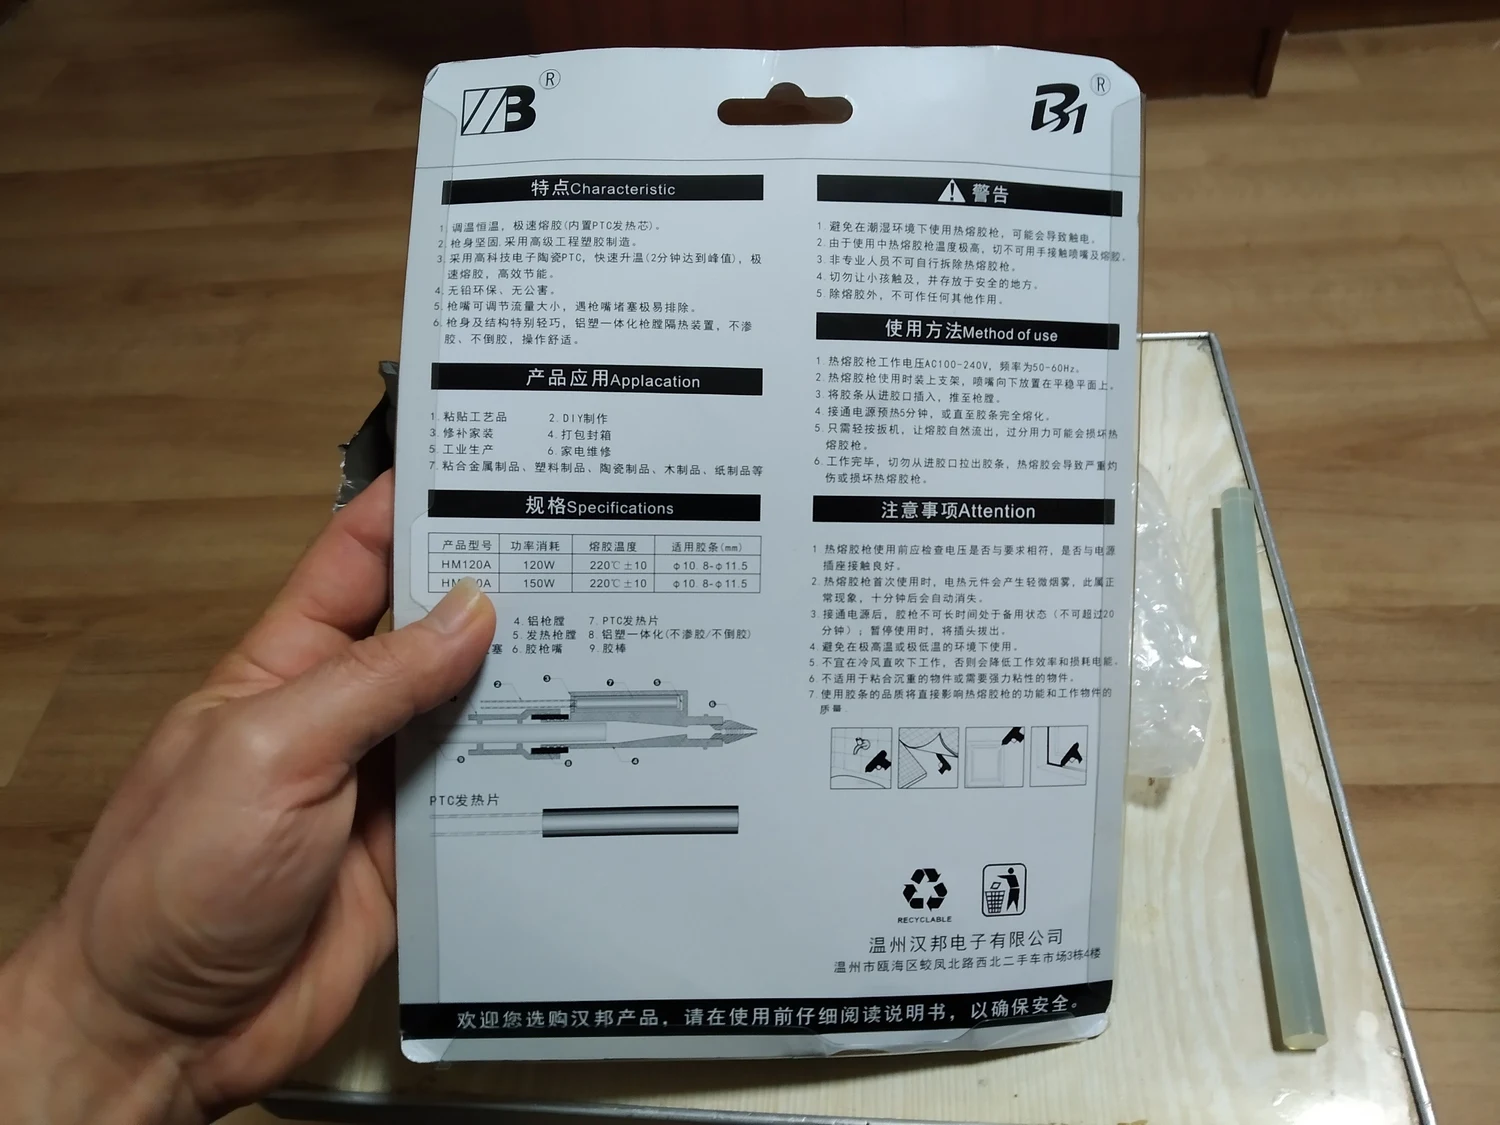 B ®
B1 ®
特点Characteristic
1.调温恒温，极速熔胶(内置PTC发热芯)。
2.枪身坚固.采用高级工程塑胶制造。
3.采用高科技电子陶瓷PTC，快速升温(2分钟达到峰值)，极
速熔胶，高效节能。
4.无铅环保、无公害。
5.枪嘴可调节流量大小，遇枪嘴堵塞极易排除。
6.枪身及结构特别轻巧，铝塑一体化枪膛隔热装置，不渗
胶、不倒胶，操作舒适。
产品应用Applacation
1.粘贴工艺品 2.DIY制作
3.修补家装 4.打包封箱
5.工业生产 6.家电维修
7.粘合金属制品、塑料制品、陶瓷制品、木制品、纸制品等
规格Specifications
产品型号 功率消耗 熔胶温度 适用胶条(mm)
HM120A 120W 220℃±10 φ10.8-φ11.5
HM 0A 150W 220℃±10 φ10.8-φ11.5
4.铝枪膛 7.PTC发热片
5.发热枪膛 8.铝塑一体化(不渗胶/不倒胶)
塞 6.胶枪嘴 9.胶棒
2 3 7 5 6
9 8 4
PTC发热片
警告
1.避免在潮湿环境下使用热熔胶枪，可能会导致触电。
2.由于使用中热熔胶枪温度极高，切不可用手接触喷嘴及熔胶。
3.非专业人员不可自行拆除热熔胶枪。
4.切勿让小孩触及，并存放于安全的地方。
5.除熔胶外，不可作任何其他作用。
使用方法Method of use
1.热熔胶枪工作电压AC100-240V，频率为50-60Hz。
2.热熔胶枪使用时装上支架，喷嘴向下放置在平稳平面上。
3.将胶条从进胶口插入，推至枪膛。
4.接通电源预热5分钟，或直至胶条完全熔化。
5.只需轻按扳机，让熔胶自然流出，过分用力可能会损坏热
熔胶枪。
6.工作完毕，切勿从进胶口拉出胶条，热熔胶会导致严重灼
伤或损坏热熔胶枪。
注意事项Attention
1 热熔胶枪使用前应检查电压是否与要求相符，是否与电源
插座接触良好。
2.热熔胶枪首次使用时，电热元件会产生轻微烟雾，此属正
常现象，十分钟后会自动消失。
3.接通电源后，胶枪不可长时间处于备用状态（不可超过20
分钟）；暂停使用时，将插头拔出。
4 避免在极高温或极低温的环境下使用。
5.不宜在冷风直吹下工作，否则会降低工作效率和损耗电能。
6 不适用于粘合沉重的物件或需要强力粘性的物件。
7 使用胶条的品质将直接影响热熔胶枪的功能和工作物件的
质量.
RECYCLABLE
温州汉邦电子有限公司
温州市瓯海区蛟凤北路西北二手车市场3栋4楼
欢迎您选购汉邦产品，请在使用前仔细阅读说明书，以确保安全。